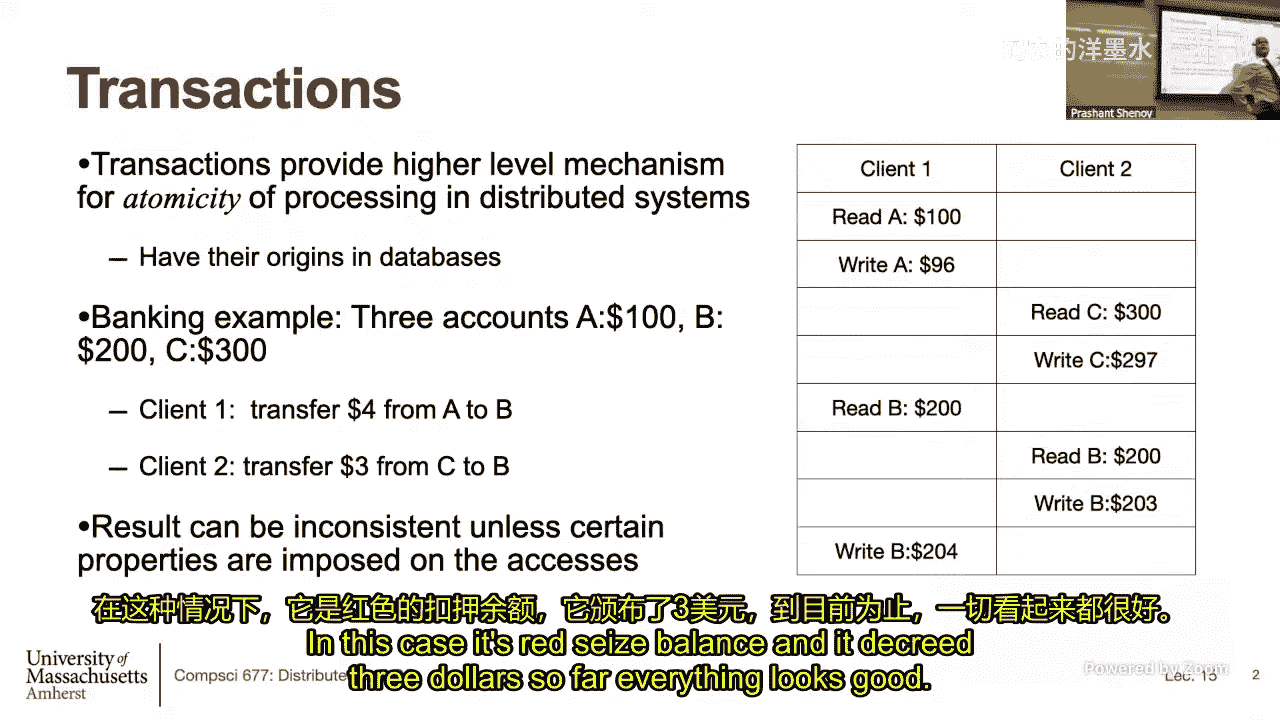 的洋墨水
Prashant Shenoy
Transactions
•Transactions provide higher level mechanism
for atomicity of processing in distributed systems
– Have their origins in databases
•Banking example: Three accounts A:$100, B:
$200, C:$300
– Client 1: transfer $4 from A to B
– Client 2: transfer $3 from C to B
•Result can be inconsistent unless certain
properties are imposed on the accesses
Client 1 Client 2
Read A: $100
Write A: $96
Read C: $300
Write C:$297
Read B: $200
Read B: $200
Write B:$203
Write B:$204
在这种情况下，它是红色的扣押余额，它颁布了3美元，到目前为止，一切看起来都很好。
In this case it's red seize balance and it decreed
three dollars so far everything looks good.
University of
Massachusetts
Amherst
Compsci 677: Distribute
Powered by Zoom
Lec. 2